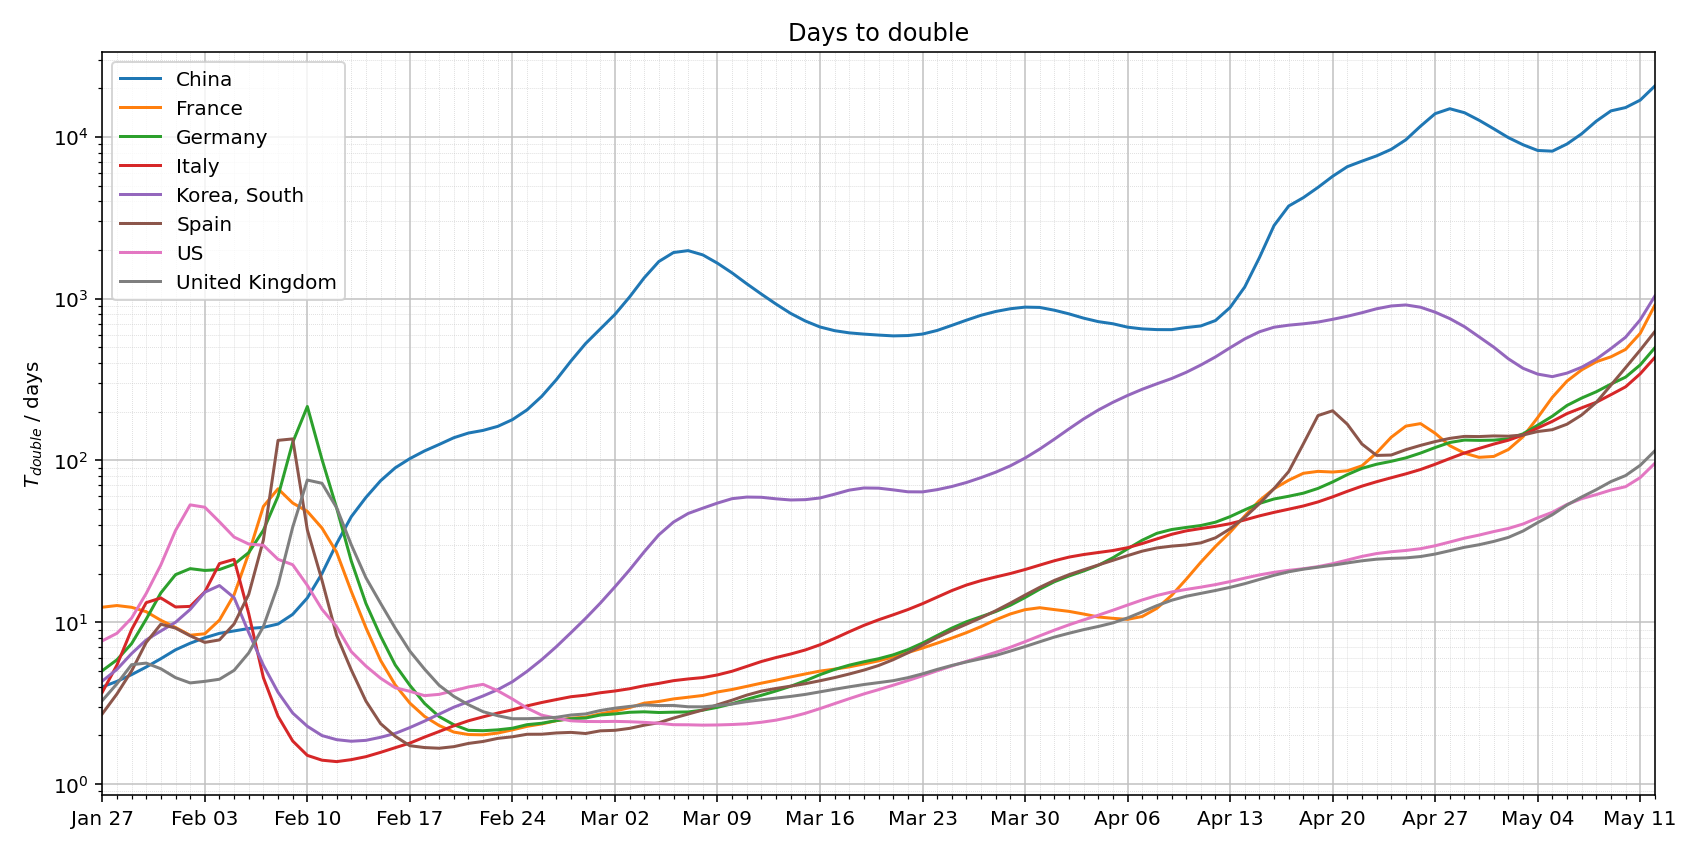 Days to double
T_double / days
10⁴
10³
10²
10¹
10⁰
China
France
Germany
Italy
Korea, South
Spain
US
United Kingdom
Jan 27 Feb 03 Feb 10 Feb 17 Feb 24 Mar 02 Mar 09 Mar 16 Mar 23 Mar 30 Apr 06 Apr 13 Apr 20 Apr 27 May 04 May 11